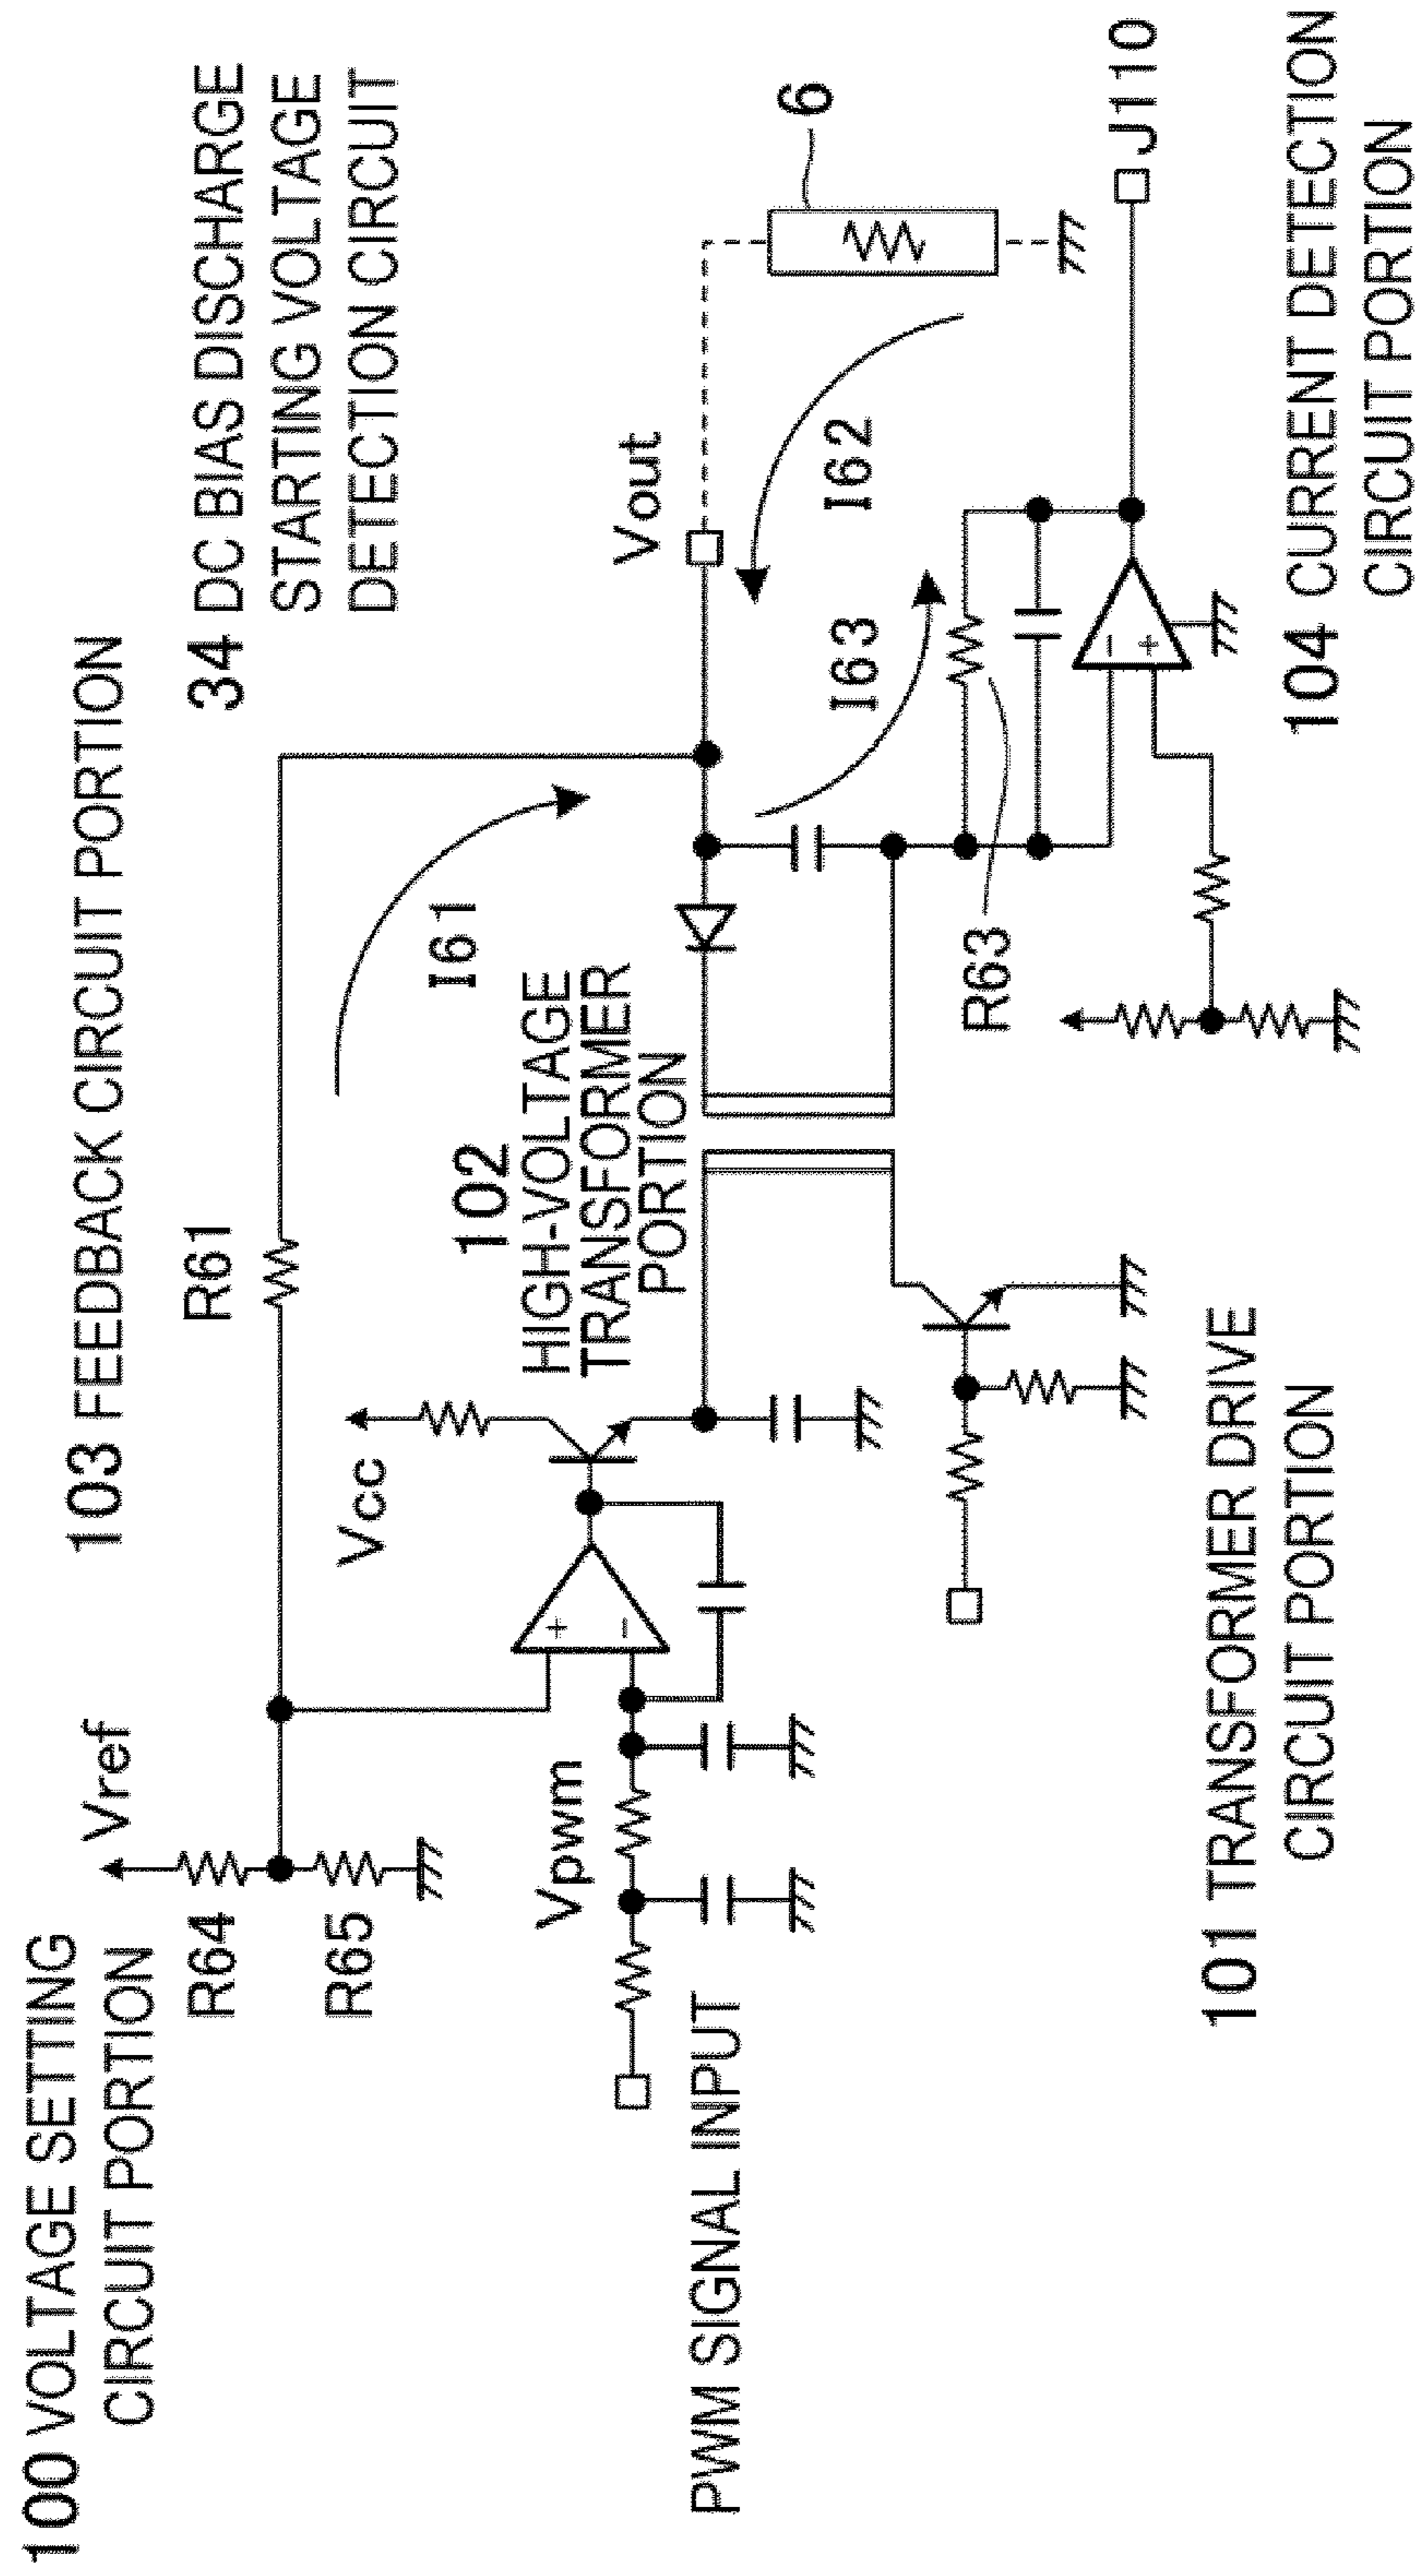 34 DC BIAS DISCHARGE
STARTING VOLTAGE
DETECTION CIRCUIT
103 FEEDBACK CIRCUIT PORTION
100 VOLTAGE SETTING
CIRCUIT PORTION
Vref
R64
R65
R61
I61
Vcc
102
HIGH-VOLTAGE
TRANSFORMER
PORTION
Vout
6
I62
I63
Vpwm
+
−
PWM SIGNAL INPUT
R63
−
+
J110
101 TRANSFORMER DRIVE
CIRCUIT PORTION
104 CURRENT DETECTION
CIRCUIT PORTION